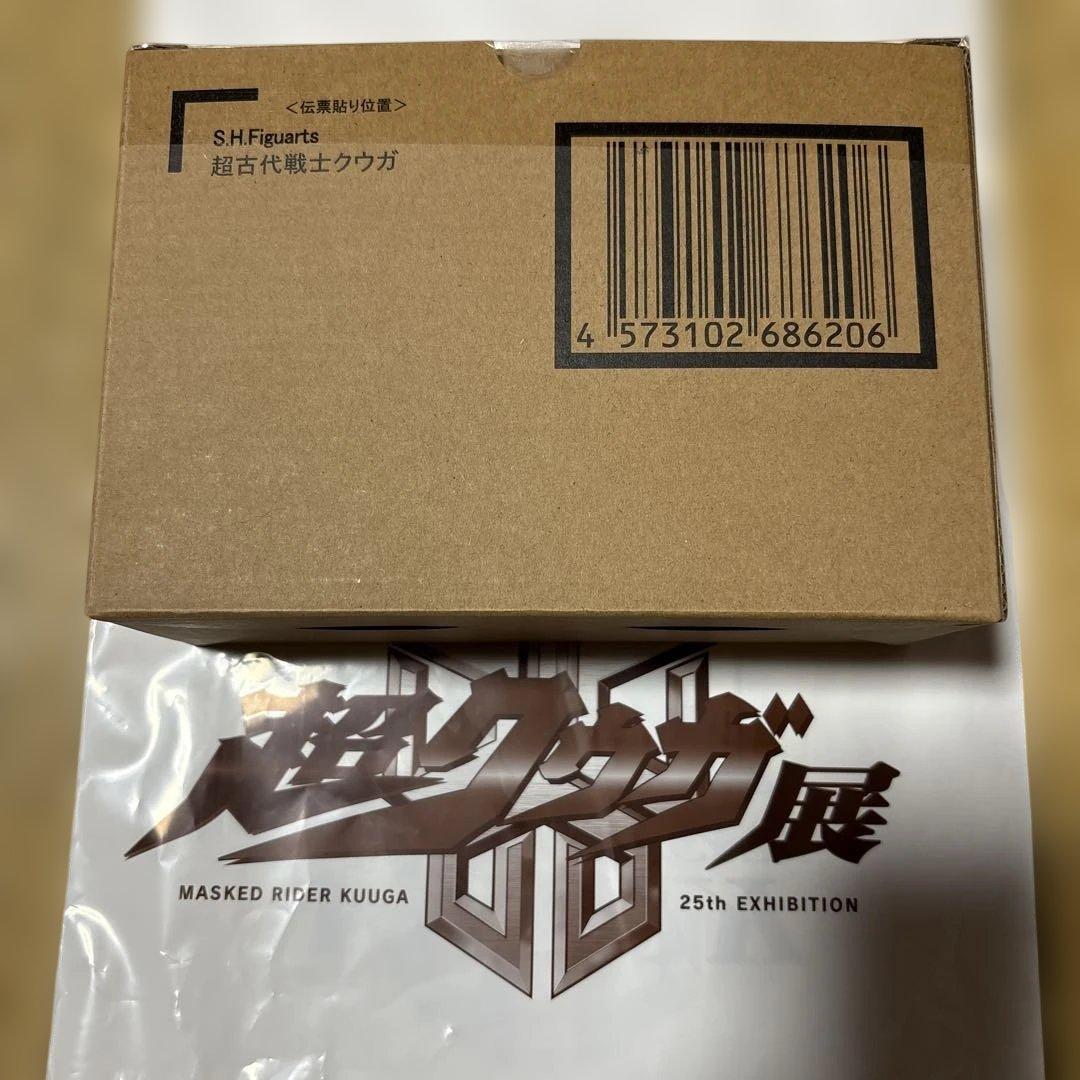 <伝票貼り位置>
S.H.Figuarts
超古代戦士クウガ
4 573102 686206
超クウガ展
MASKED RIDER KUUGA
25th EXHIBITION